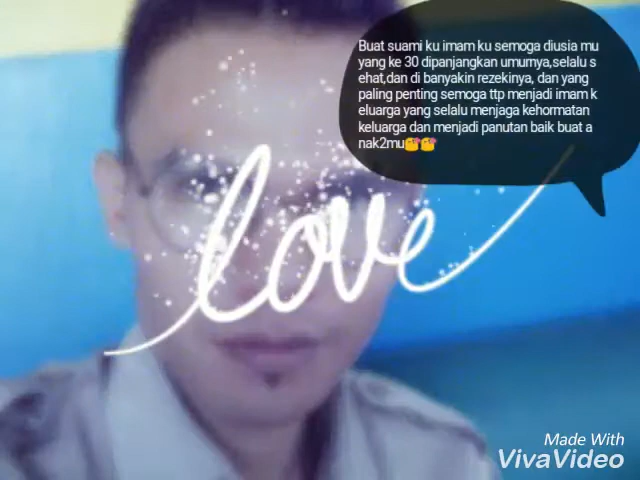 Buat suami ku imam ku semoga diusia mu
yang ke 30 dipanjangkan umurnya,selalu s
ehat,dan di banyakin rezekinya, dan yang
paling penting semoga ttp menjadi imam k
eluarga yang selalu menjaga kehormatan
keluarga dan menjadi panutan baik buat a
nak2mu😘😘
love
Made With
VivaVideo